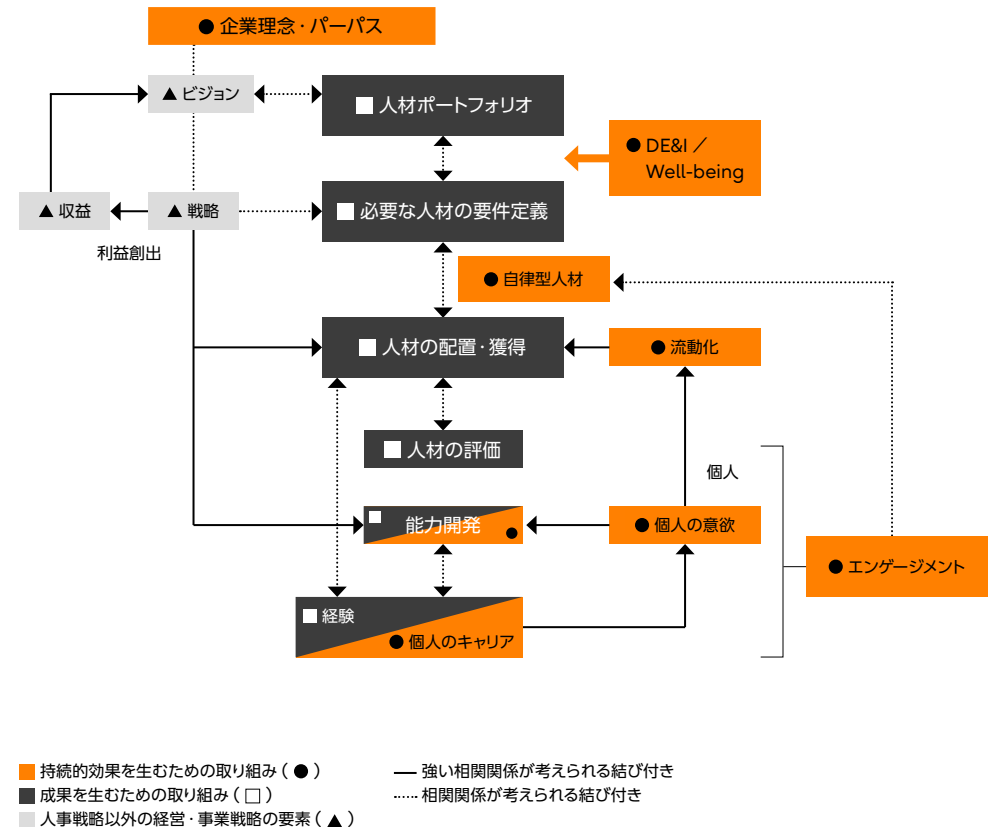 ● 企業理念・パーパス
▲ ビジョン
□ 人材ポートフォリオ
● DE&I ／
Well-being
▲ 収益
▲ 戦略
□ 必要な人材の要件定義
利益創出
● 自律型人材
□ 人材の配置・獲得
● 流動化
□ 人材の評価
個人
□ 能力開発 ●
● 個人の意欲
● エンゲージメント
□ 経験
● 個人のキャリア
持続的効果を生むための取り組み ( ● )
強い相関関係が考えられる結び付き
成果を生むための取り組み ( □ )
相関関係が考えられる結び付き
人事戦略以外の経営・事業戦略の要素 ( ▲ )